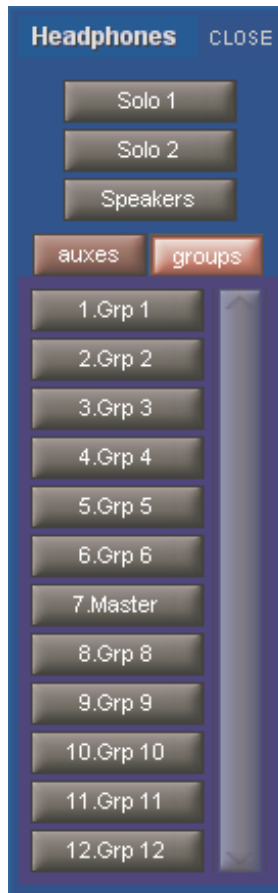 Headphones CLOSE
Solo 1
Solo 2
Speakers
auxes groups
1.Grp 1
2.Grp 2
3.Grp 3
4.Grp 4
5.Grp 5
6.Grp 6
7.Master
8.Grp 8
9.Grp 9
10.Grp 10
11.Grp 11
12.Grp 12